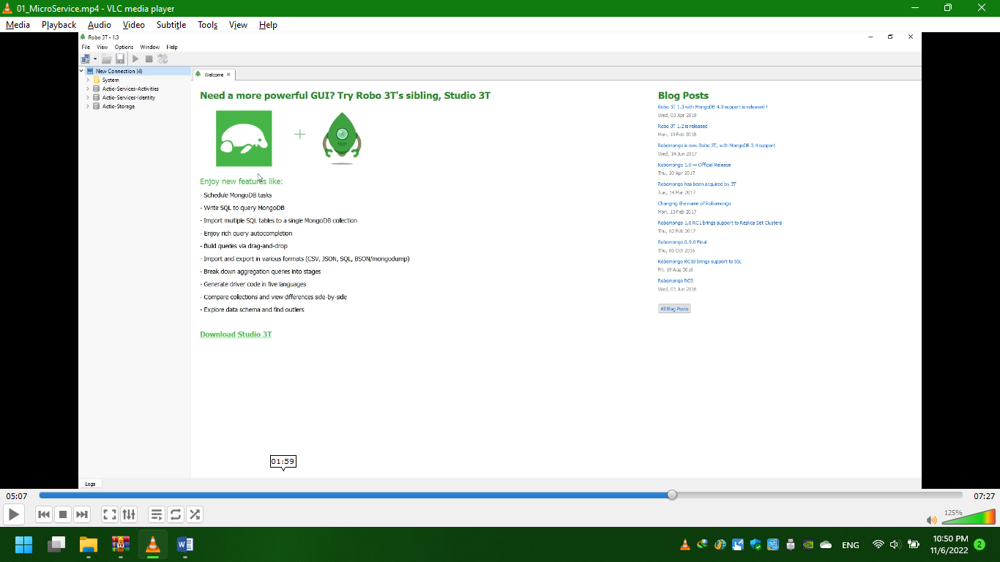 01_MicroService.mp4 - VLC media player
Media Playback Audio Video Subtitle Tools View Help
Robo 3T - 1.3
File View Options Window Help
New Connection (4)
System
Actio-Services-Activities
Actio-Services-Identity
Actio-Storage
Welcome
Need a more powerful GUI? Try Robo 3T's sibling, Studio 3T
Enjoy new features like:
- Schedule MongoDB tasks
- Write SQL to query MongoDB
- Import multiple SQL tables to a single MongoDB collection
- Enjoy rich query autocompletion
- Build queries via drag-and-drop
- Import and export in various formats (CSV, JSON, SQL, BSON/mongodump)
- Break down aggregation queries into stages
- Generate driver code in five languages
- Compare collections and view differences side-by-side
- Explore data schema and find outliers
Download Studio 3T
Blog Posts
Robo 3T 1.3 with MongoDB 4.0 support is released !
Wed, 03 Apr 2019
Robo 3T 1.2 is released
Mon, 19 Feb 2018
Robomongo is now Robo 3T, with MongoDB 3.4 support
Wed, 14 Jun 2017
Robomongo 1.0 — Official Release
Thu, 20 Apr 2017
Robomongo has been acquired by 3T
Tue, 14 Mar 2017
Changing the name of Robomongo
Mon, 13 Feb 2017
Robomongo 1.0 RC1 brings support to Replica Set Clusters
Thu, 02 Feb 2017
Robomongo 0.9.0 Final
Thu, 06 Oct 2016
Robomongo RC10 brings support to SSL
Fri, 19 Aug 2016
Robomongo RC9
Wed, 01 Jun 2016
All Blog Posts
01:59
Logs
05:07
07:27
125%
ENG
10:50 PM
11/6/2022
2